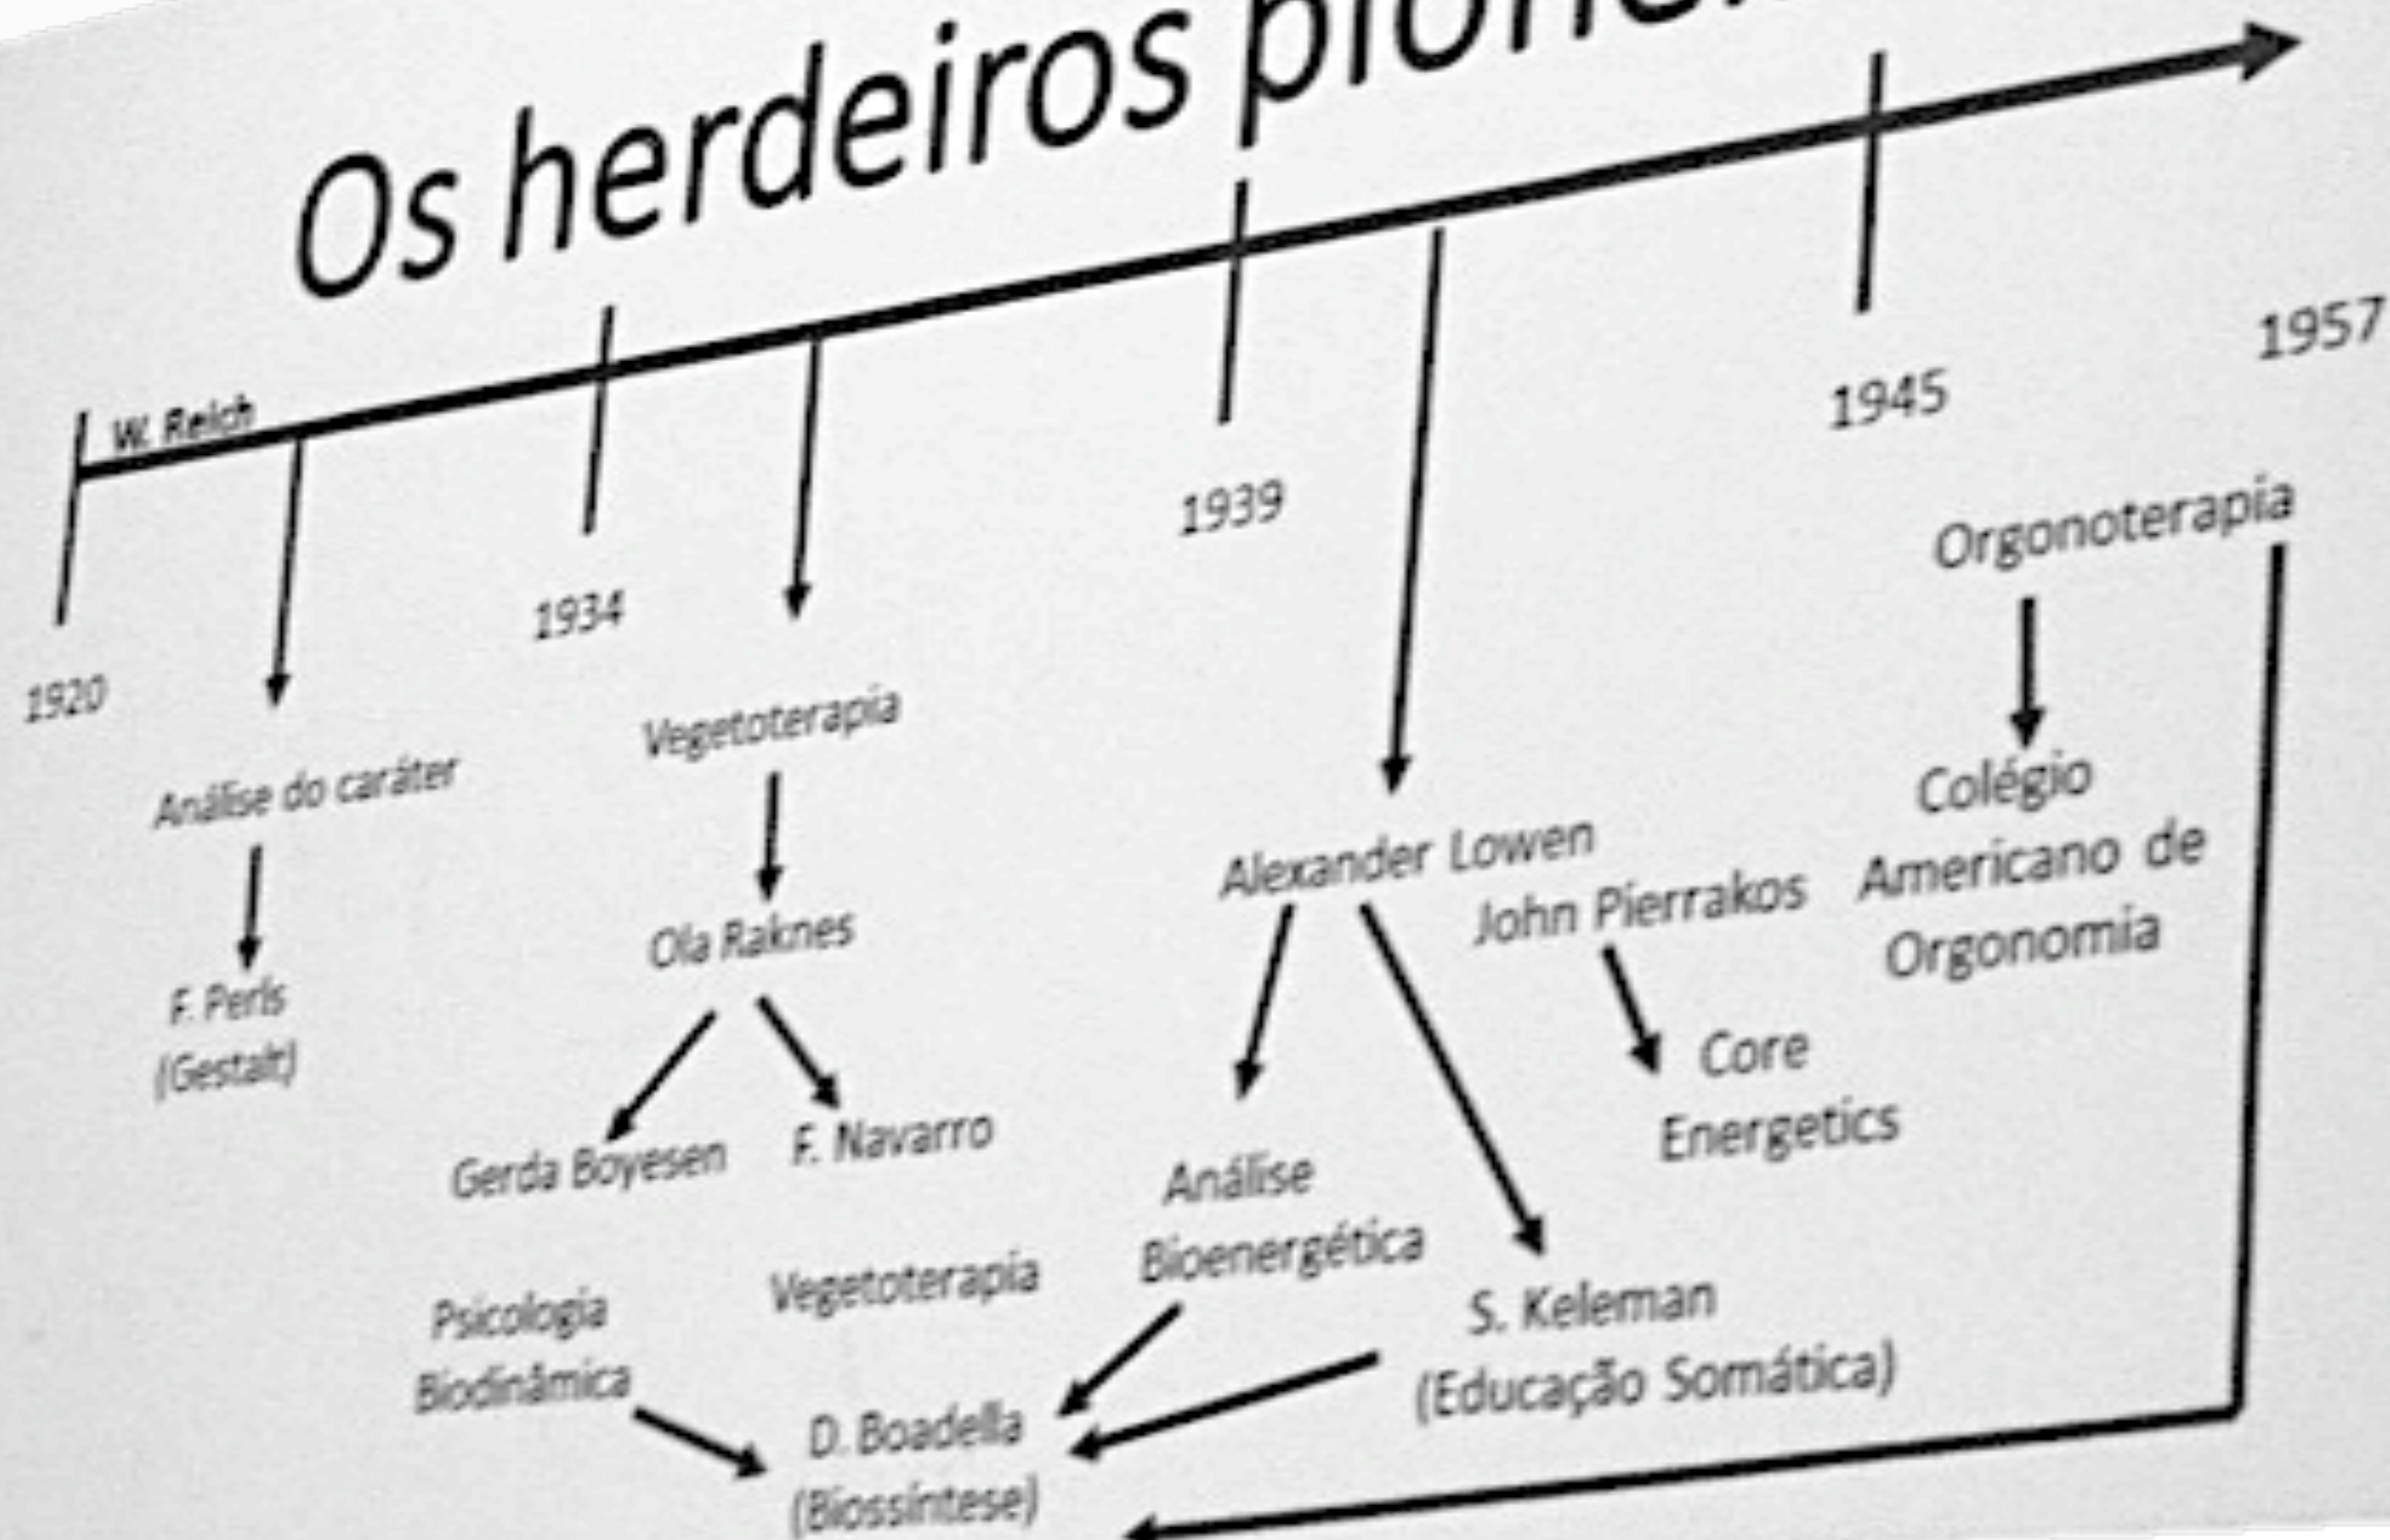 Os herdeiros
W. Reich
1920
1934
1939
1945
1957
Análise do caráter
F. Perls
(Gestalt)
Vegetoterapia
Ola Raknes
Gerda Boyesen
F. Navarro
Psicologia
Biodinâmica
Vegetoterapia
Alexander Lowen
John Pierrakos
Análise
Bioenergética
Core
Energetics
S. Keleman
(Educação Somática)
D. Boadella
(Biossíntese)
Orgonoterapia
Colégio
Americano de
Orgonomia